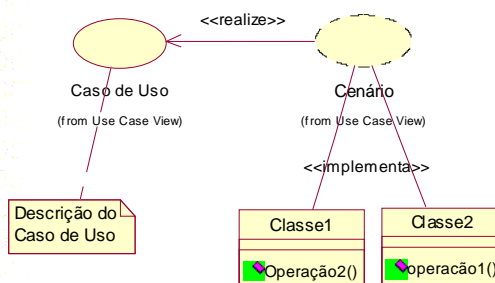 <<realize>>
Caso de Uso
(from Use Case View)
Cenário
(from Use Case View)
<<implementa>>
Descrição do
Caso de Uso
Classe1
Operação2()
Classe2
operacão1()